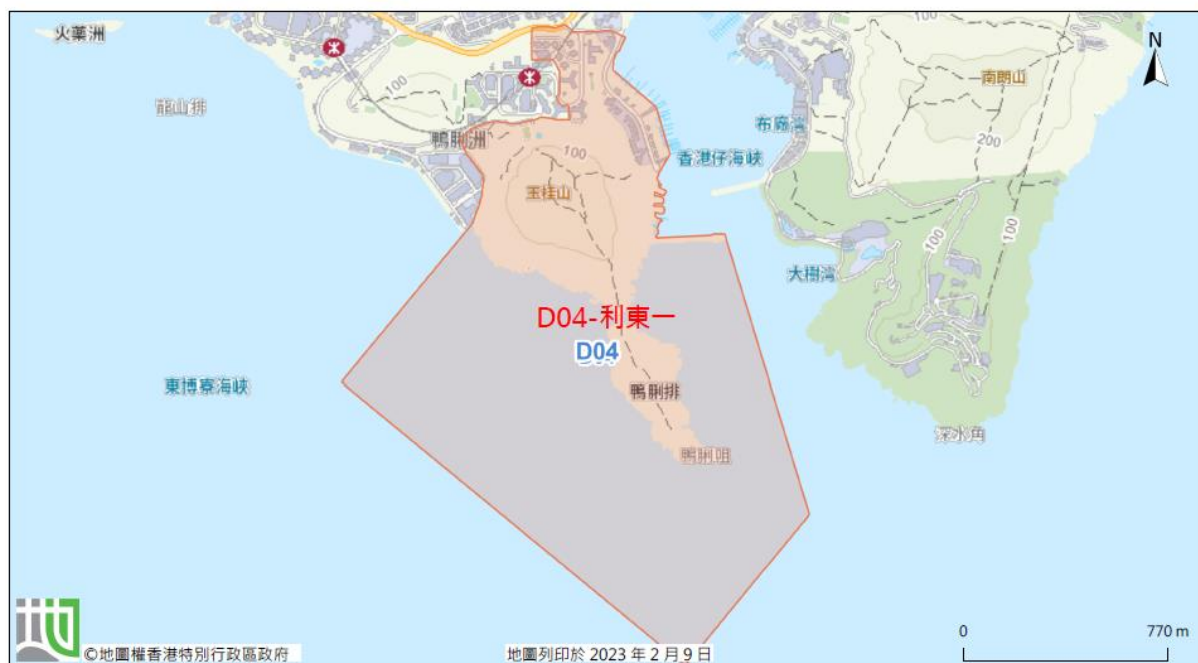 火藥洲
N
100
100
南朗山
龍山排
布廠灣
200
鴨脷洲
100
香港仔海峽
玉桂山
100
100
大樹灣
D04-利東一
D04
東博寮海峽
鴨脷排
深水角
鴨脷咀
0
770 m
©地圖權香港特別行政區政府
地圖列印於 2023 年 2 月 9 日